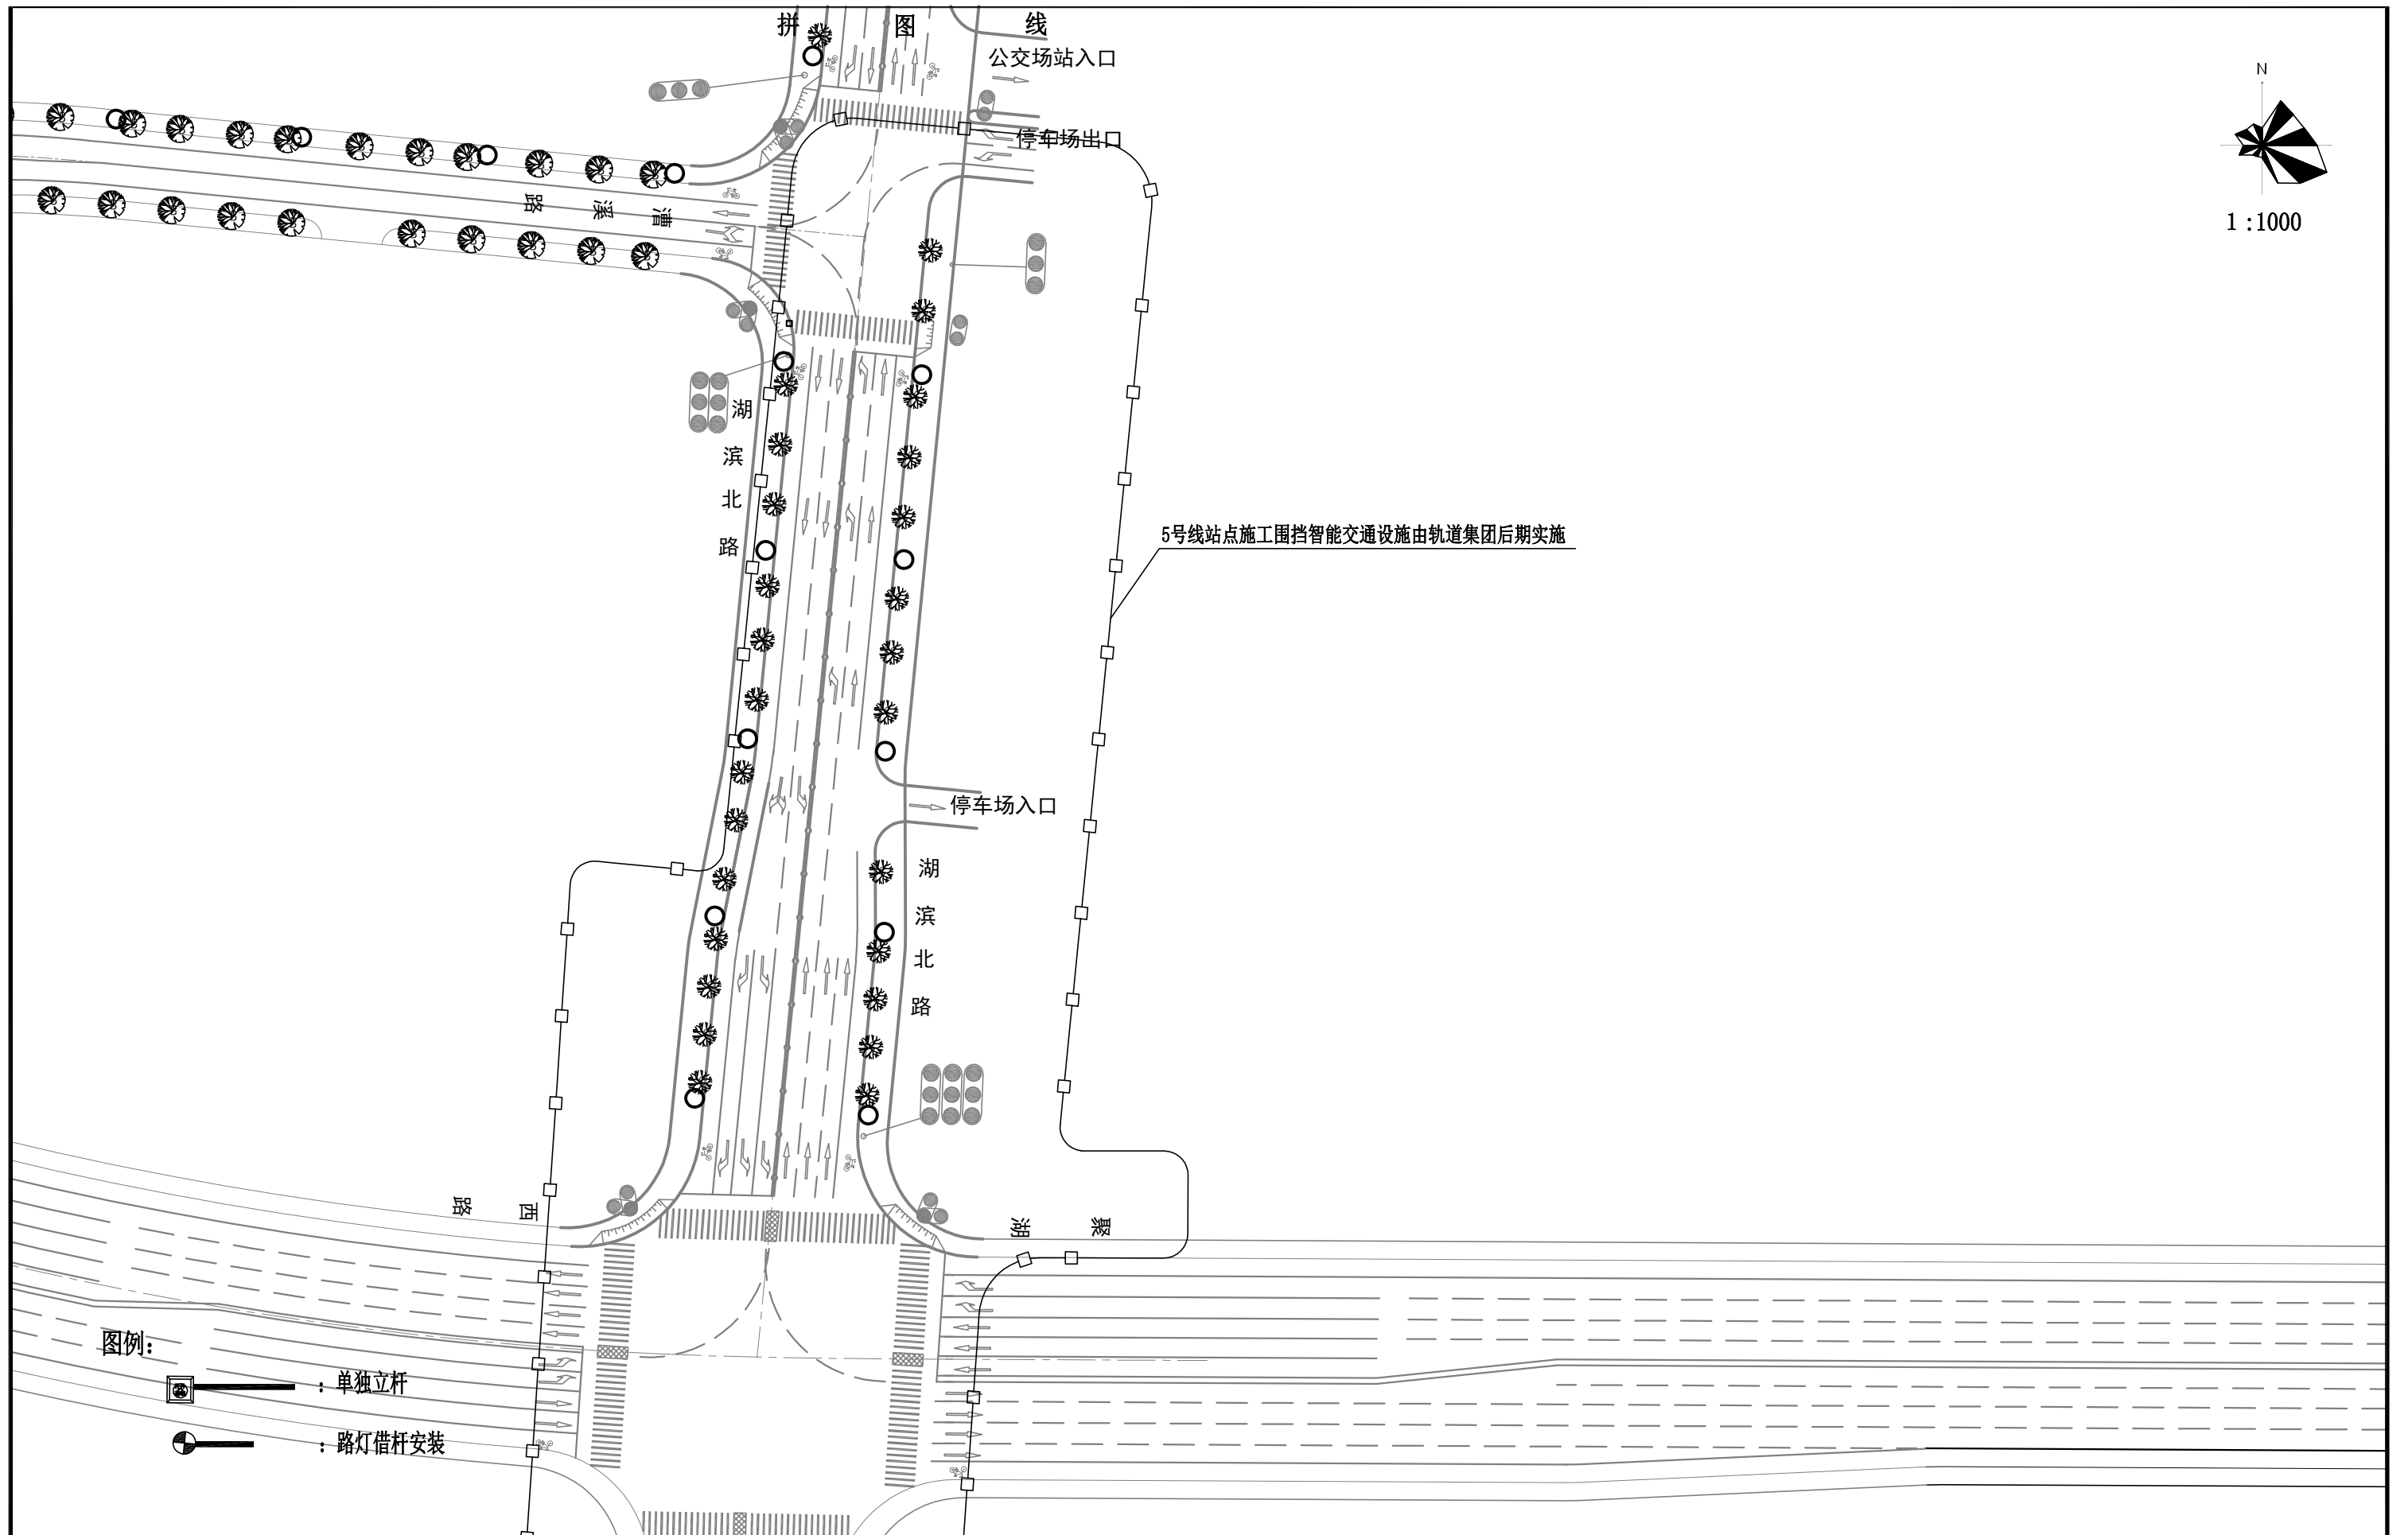 拼 图 线
公交场站入口
N
停车场出口
漕 溪 路
1:1000
湖
滨
北
路
5号线站点施工围挡智能交通设施由轨道集团后期实施
停车场入口
湖
滨
北
路
聚 湖 西 路
图例：
：单独立杆
：路灯借杆安装